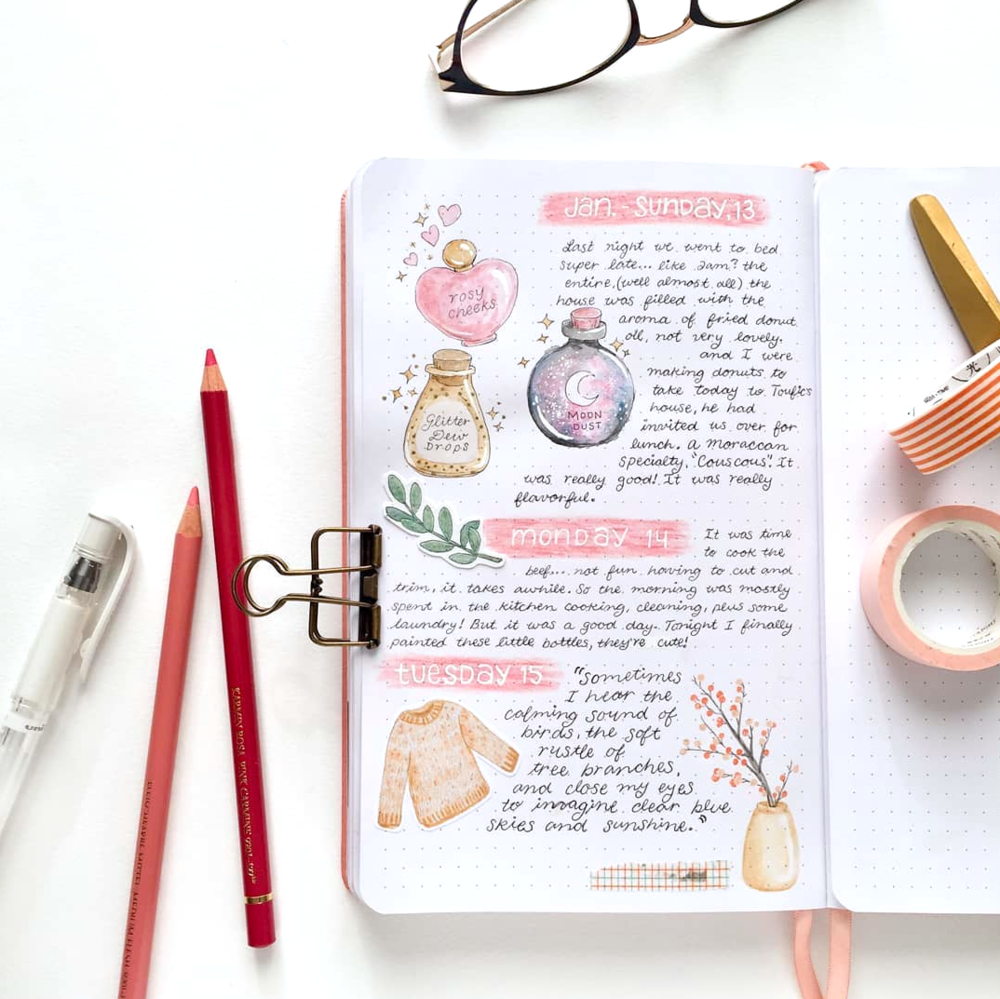 Jan. - Sunday, 13
Last night we went to bed
super late... like 2am? the
entire, (well almost all) the
house was filled with the
aroma of fried donut
oil, not very lovely.
and I were
making donuts to
take today to Toufic's
house, he had
invited us over for
lunch. a moraccan
specialty, "Couscous". It
was really good! It was really
flavorful.
rosy
cheeks
MOON
DUST
Glitter
Dew
Drops
monday 14
It was time
to cook the
beef... not fun having to cut and
trim, it takes awhile. So the morning was mostly
spent in the kitchen cooking, cleaning, plus some
laundry! But it was a good day. Tonight I finally
painted these little bottles, they're cute!
tuesday 15
"Sometimes
I hear the
calming sound of
birds, the soft
rustle of
tree branches,
and close my eyes
to imagine clear blue
skies and sunshine."